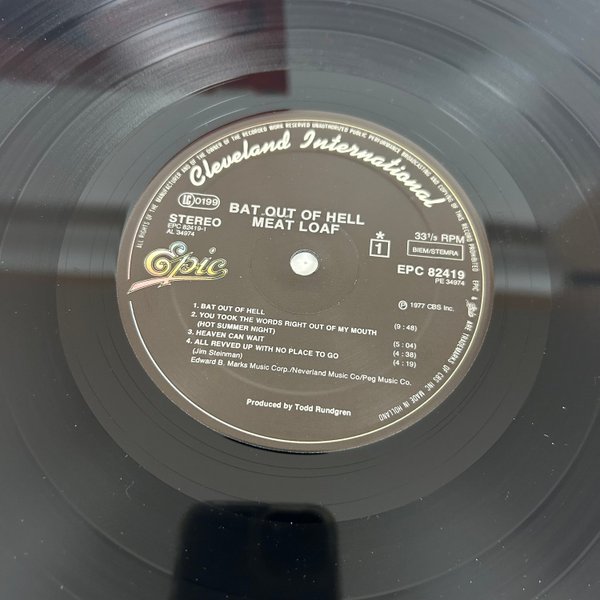 ALL RIGHTS OF THE MANUFACTURER AND OF THE OWNER OF THE RECORDED WORK RESERVED UNAUTHORIZED PUBLIC PERFORMANCE BROADCASTING AND COPYING OF THIS RECORD PROHIBITED
EPIC & ARE TRADEMARKS OF CBS INC MADE IN HOLLAND
Cleveland International
LC 0199
STEREO
EPC 82419-1
AL 34974
BAT OUT OF HELL
MEAT LOAF
*
1
33 1/3 RPM
BIEM/STEMRA
EPC 82419
PE 34974
Epic
℗ 1977 CBS Inc.
1. BAT OUT OF HELL (9:48)
2. YOU TOOK THE WORDS RIGHT OUT OF MY MOUTH
(HOT SUMMER NIGHT) (5:04)
3. HEAVEN CAN WAIT (4:38)
4. ALL REVVED UP WITH NO PLACE TO GO (4:19)
(Jim Steinman)
Edward B. Marks Music Corp./Neverland Music Co/Peg Music Co.
Produced by Todd Rundgren